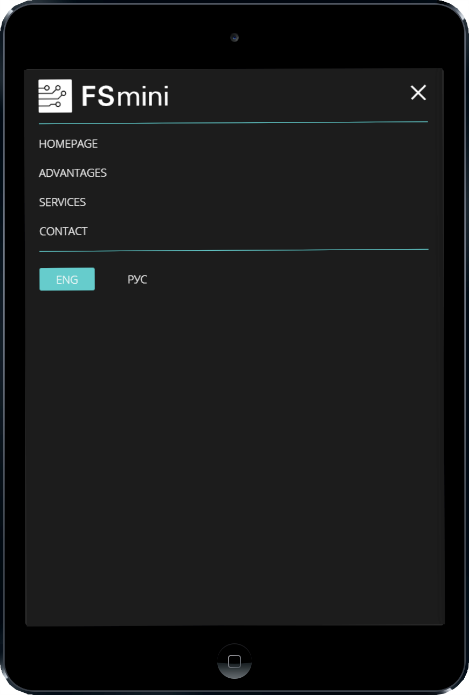 FSmini
HOMEPAGE
ADVANTAGES
SERVICES
CONTACT
ENG РУС